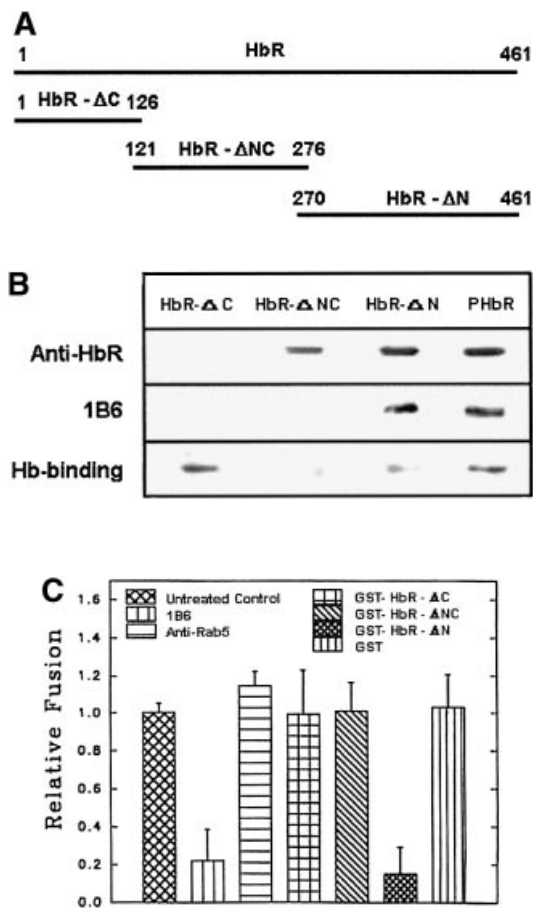 A
HbR
1 461
1 HbR - ΔC 126
121 HbR - ΔNC 276
270 HbR - ΔN 461
B
HbR-Δ C HbR-Δ NC HbR-Δ N PHbR
Anti-HbR
1B6
Hb-binding
C
Untreated Control
1B6
Anti-Rab5
GST- HbR - ΔC
GST- HbR - ΔNC
GST- HbR - ΔN
GST
Relative Fusion
1.6
1.4
1.2
1.0
0.8
0.6
0.4
0.2
0.0